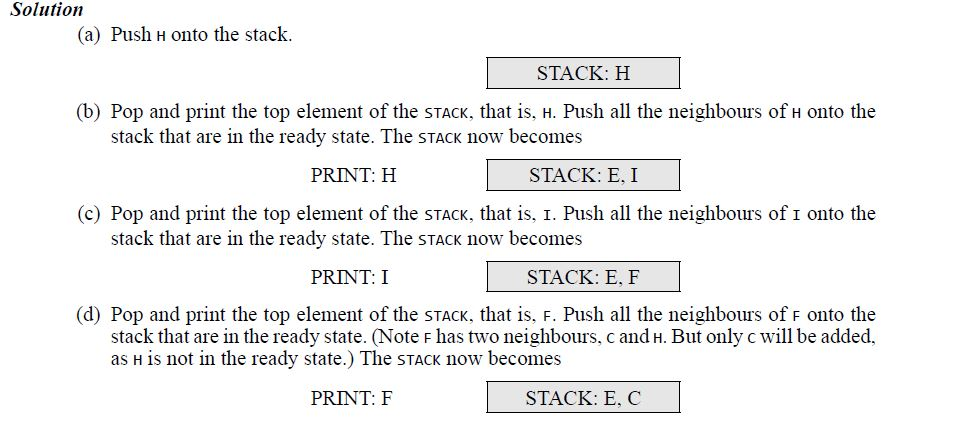 Solution
(a) Push H onto the stack.
STACK: H
(b) Pop and print the top element of the STACK, that is, H. Push all the neighbours of H onto the
stack that are in the ready state. The STACK now becomes
PRINT: H STACK: E, I
(c) Pop and print the top element of the STACK, that is, I. Push all the neighbours of I onto the
stack that are in the ready state. The STACK now becomes
PRINT: I STACK: E, F
(d) Pop and print the top element of the STACK, that is, F. Push all the neighbours of F onto the
stack that are in the ready state. (Note F has two neighbours, C and H. But only C will be added,
as H is not in the ready state.) The STACK now becomes
PRINT: F STACK: E, C